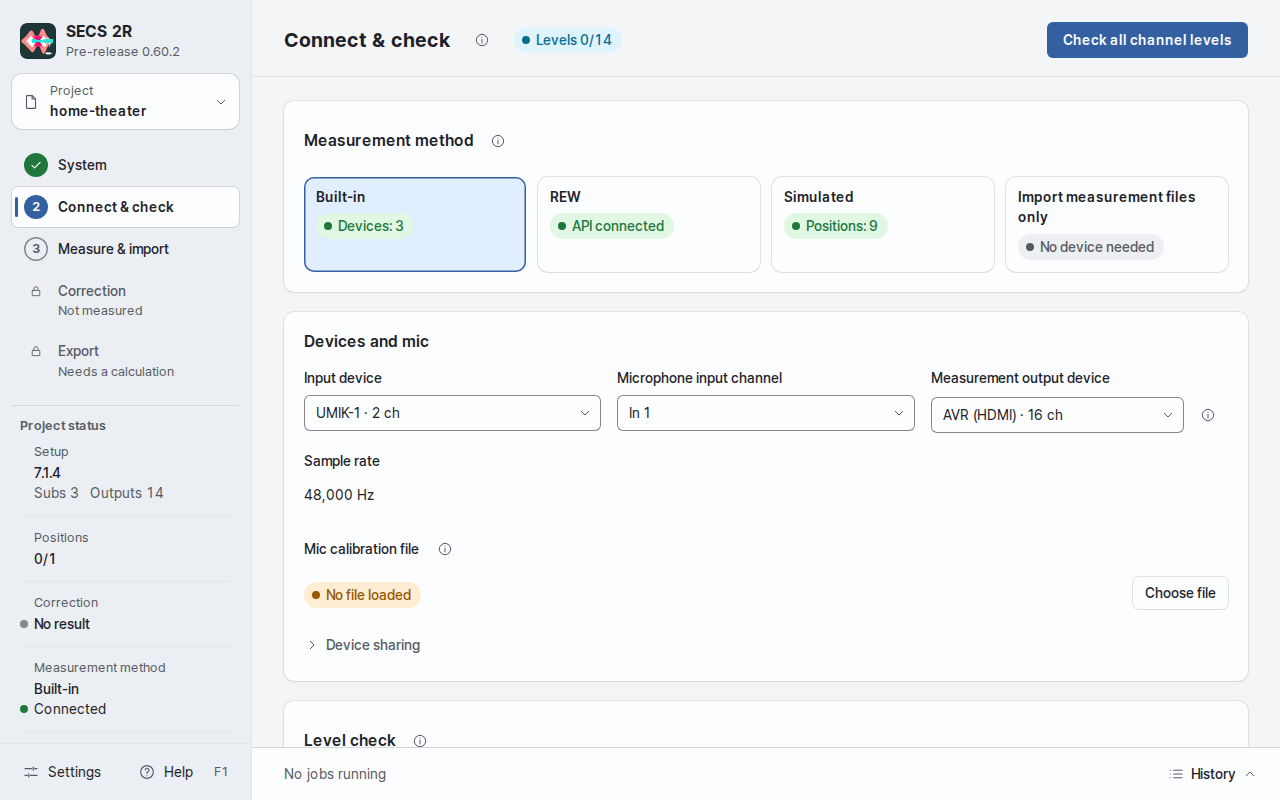 SECS 2R
Pre-release 0.60.2
Project
home-theater
System
2 Connect & check
3 Measure & import
Correction
Not measured
Export
Needs a calculation
Project status
Setup
7.1.4
Subs 3 Outputs 14
Positions
0/1
Correction
No result
Measurement method
Built-in
Connected
Settings
Help F1
Connect & check
Levels 0/14
Check all channel levels
Measurement method
Built-in
Devices: 3
REW
API connected
Simulated
Positions: 9
Import measurement files
only
No device needed
Devices and mic
Input device
UMIK-1 · 2 ch
Microphone input channel
In 1
Measurement output device
AVR (HDMI) · 16 ch
Sample rate
48,000 Hz
Mic calibration file
No file loaded
Choose file
Device sharing
Level check
No jobs running
History